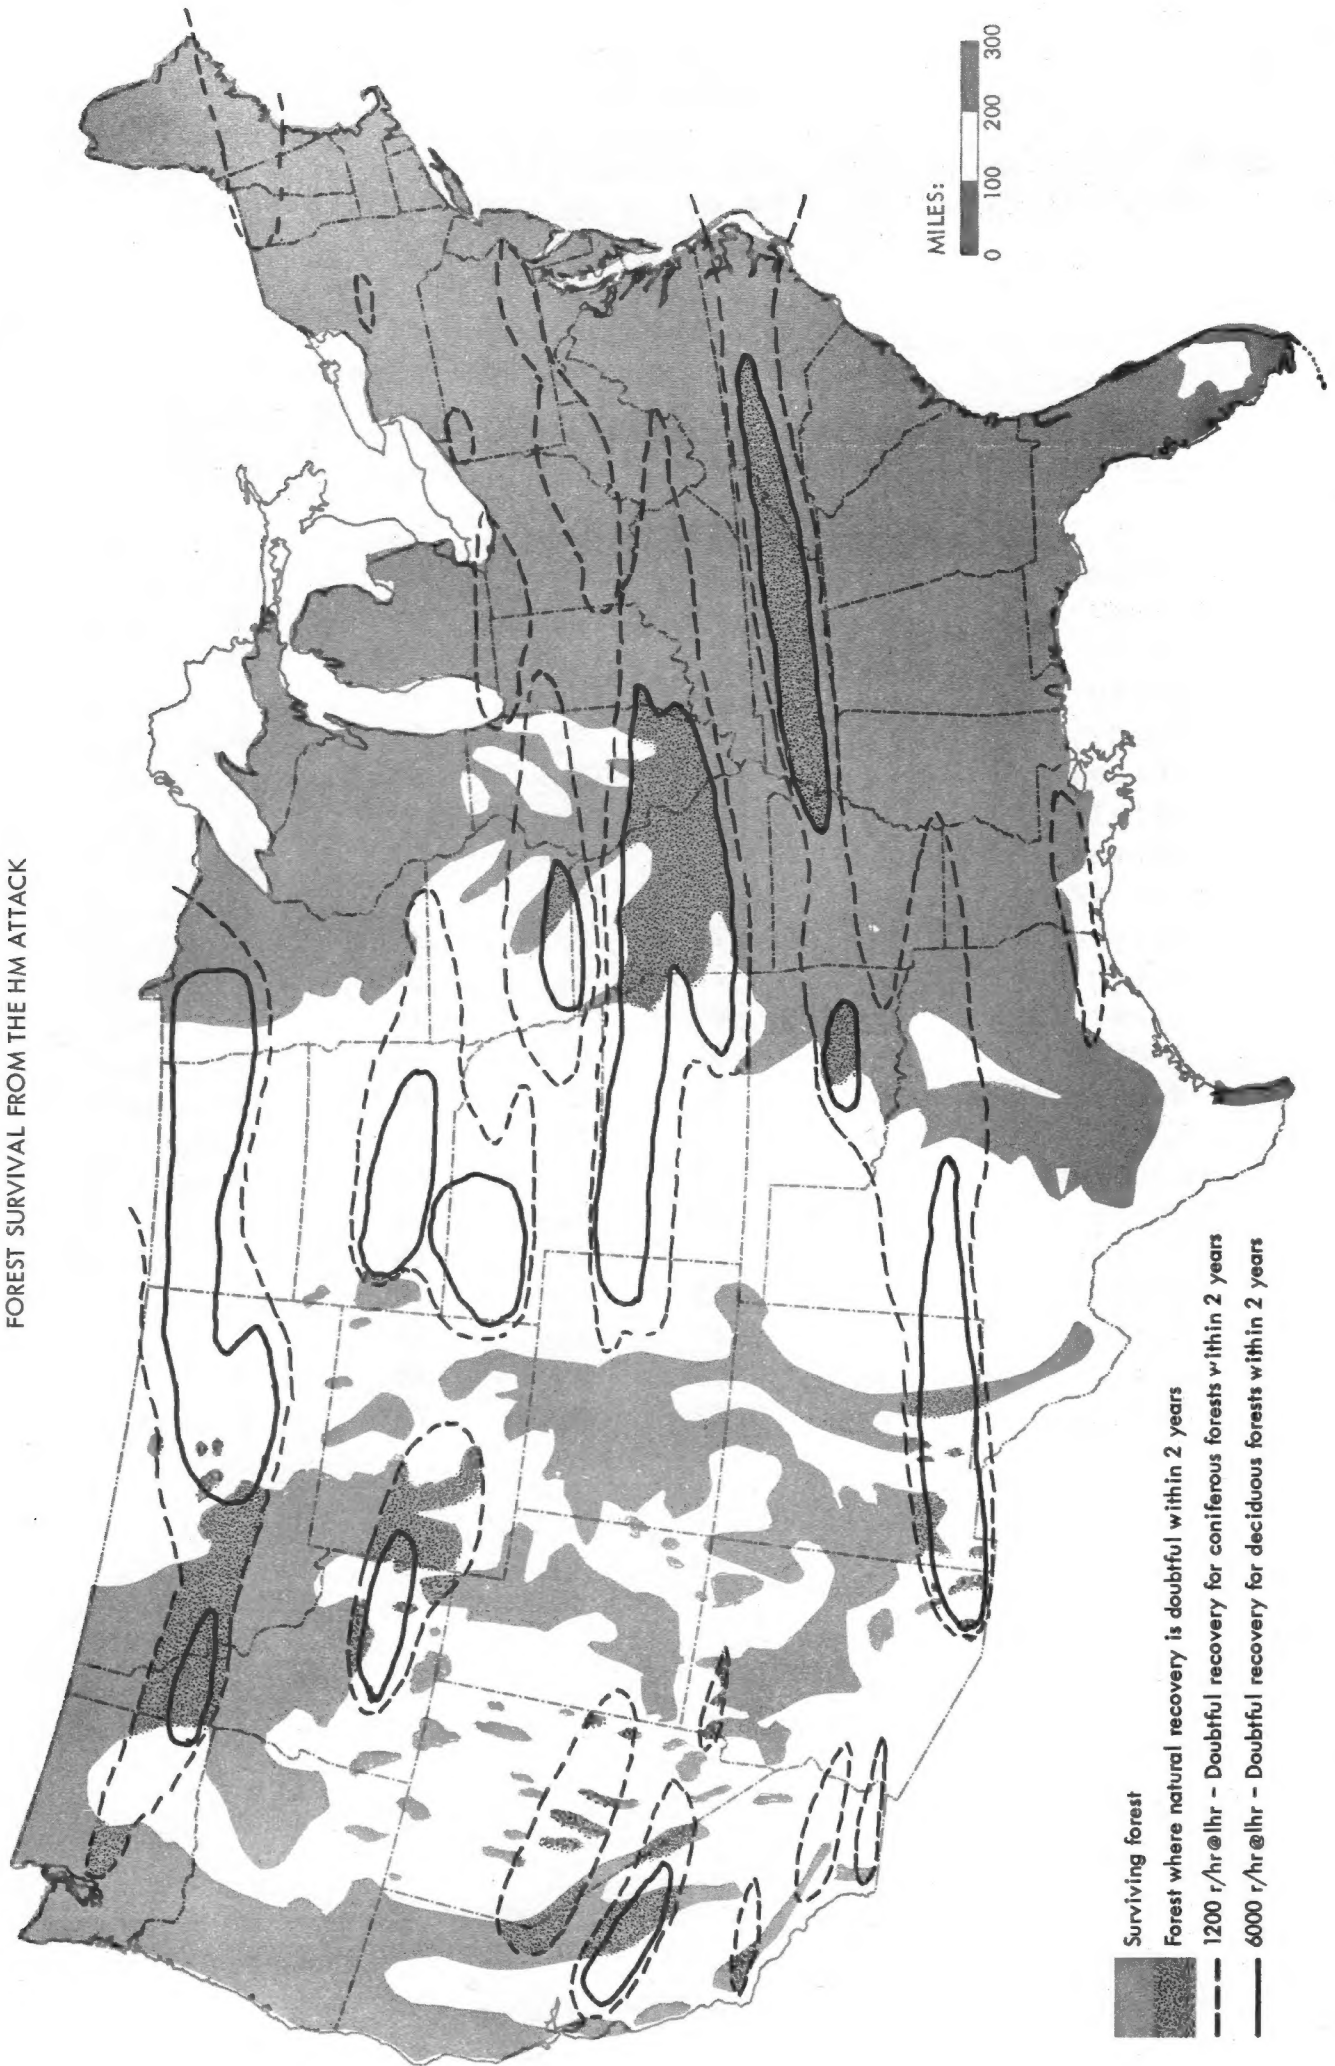 FOREST SURVIVAL FROM THE HM ATTACK
MILES:
0 100 200 300
Surviving forest
Forest where natural recovery is doubtful within 2 years
1200 r/hr@1hr – Doubtful recovery for coniferous forests within 2 years
6000 r/hr@1hr – Doubtful recovery for deciduous forests within 2 years